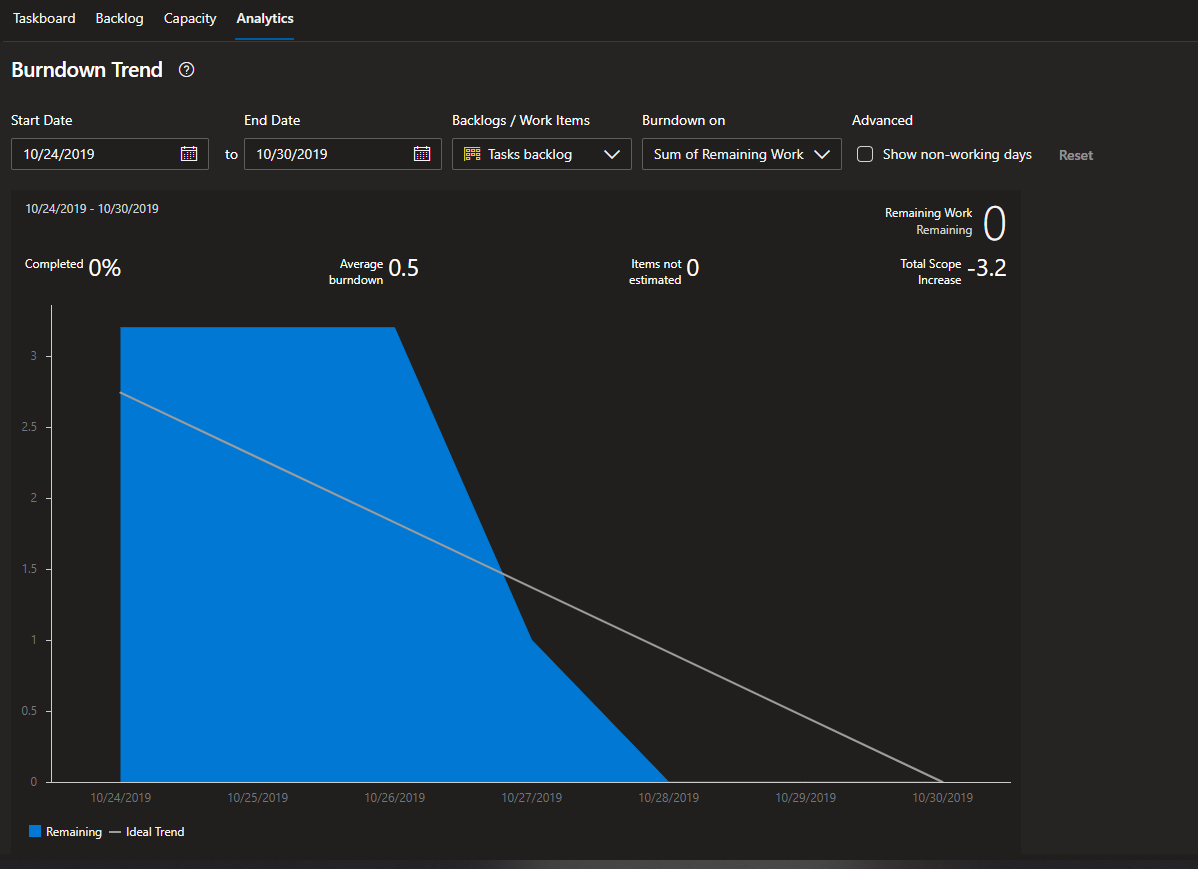 Taskboard Backlog Capacity Analytics
Burndown Trend ?
Start Date End Date Backlogs / Work Items Burndown on Advanced
10/24/2019 to 10/30/2019 Tasks backlog Sum of Remaining Work Show non-working days Reset
10/24/2019 - 10/30/2019
Remaining Work
Remaining 0
Completed 0%
Average
burndown 0.5
Items not
estimated 0
Total Scope
Increase -3.2
3
2.5
2
1.5
1
0.5
0
10/24/2019 10/25/2019 10/26/2019 10/27/2019 10/28/2019 10/29/2019 10/30/2019
Remaining Ideal Trend